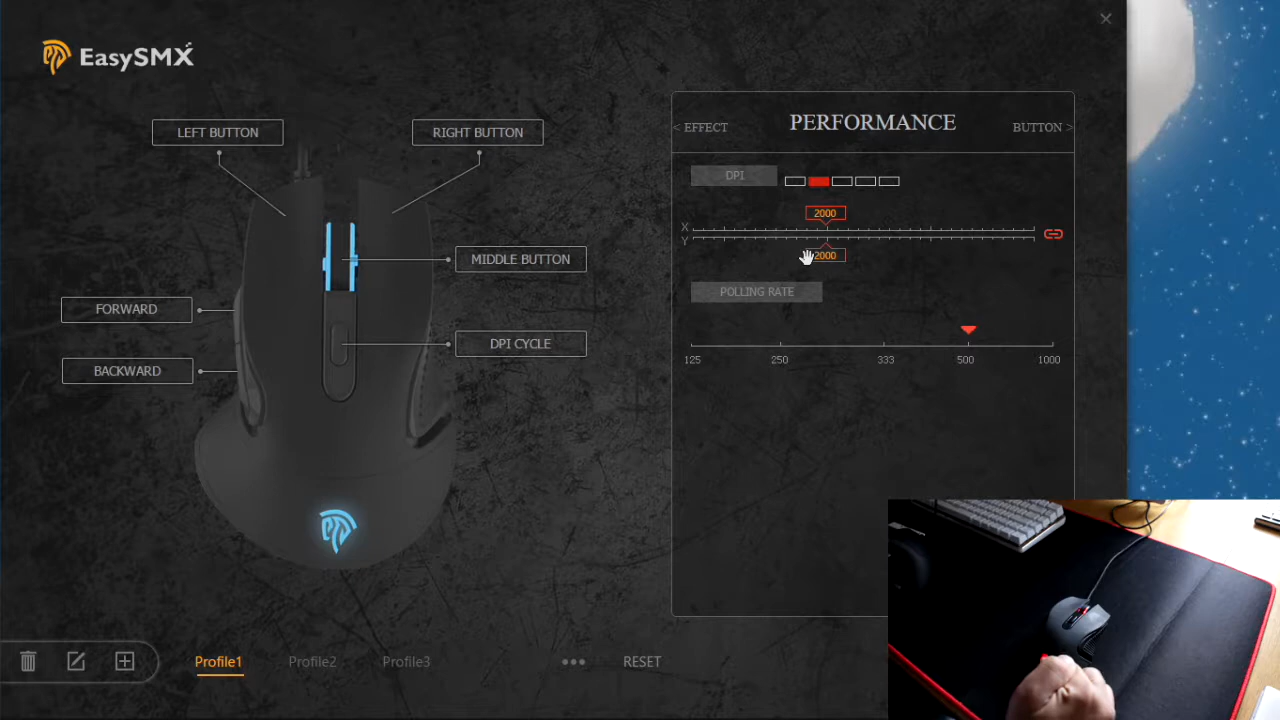 EasySMX
LEFT BUTTON
RIGHT BUTTON
MIDDLE BUTTON
FORWARD
DPI CYCLE
BACKWARD
< EFFECT
PERFORMANCE
BUTTON >
DPI
2000
X
Y
2000
POLLING RATE
125 250 333 500 1000
Profile1 Profile2 Profile3 ••• RESET